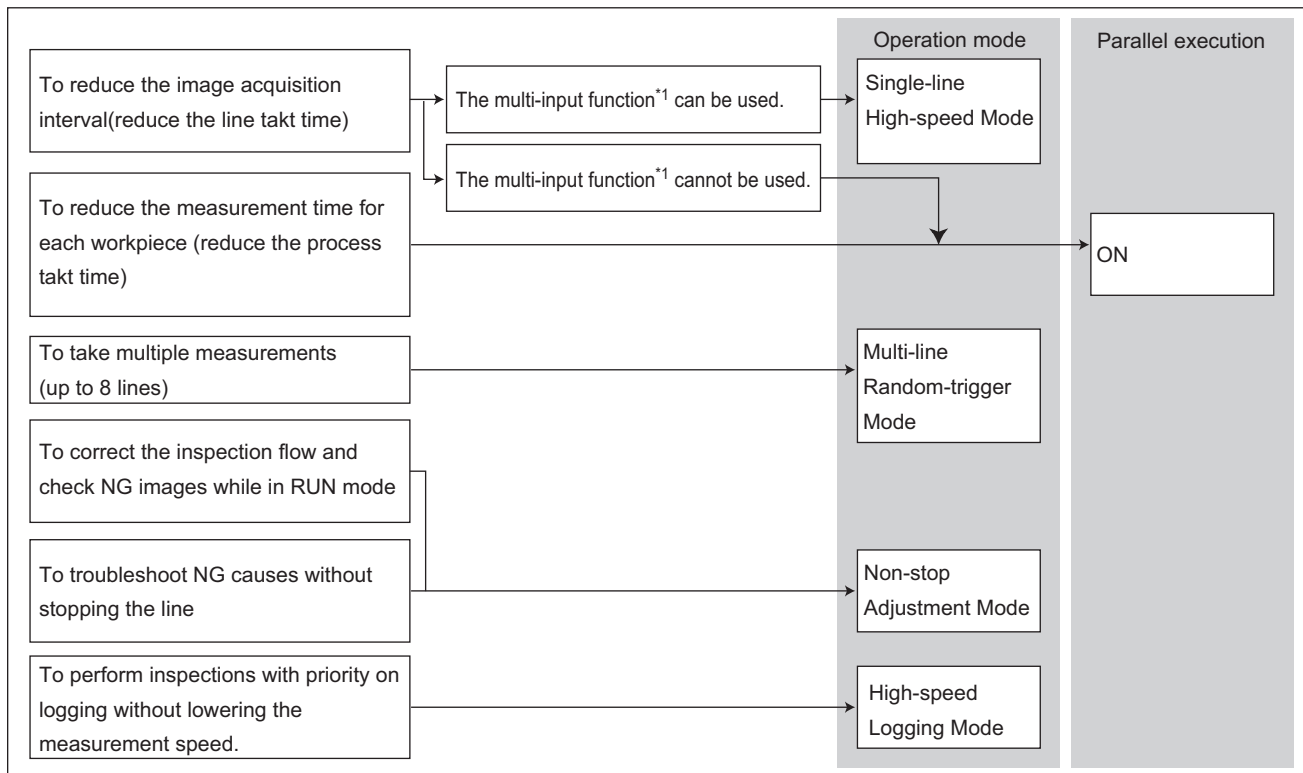 Operation mode
Parallel execution
To reduce the image acquisition
interval(reduce the line takt time)
The multi-input function*1 can be used.
Single-line
High-speed Mode
The multi-input function*1 cannot be used.
To reduce the measurement time for
each workpiece (reduce the process
takt time)
ON
To take multiple measurements
(up to 8 lines)
Multi-line
Random-trigger
Mode
To correct the inspection flow and
check NG images while in RUN mode
To troubleshoot NG causes without
stopping the line
Non-stop
Adjustment Mode
To perform inspections with priority on
logging without lowering the
measurement speed.
High-speed
Logging Mode